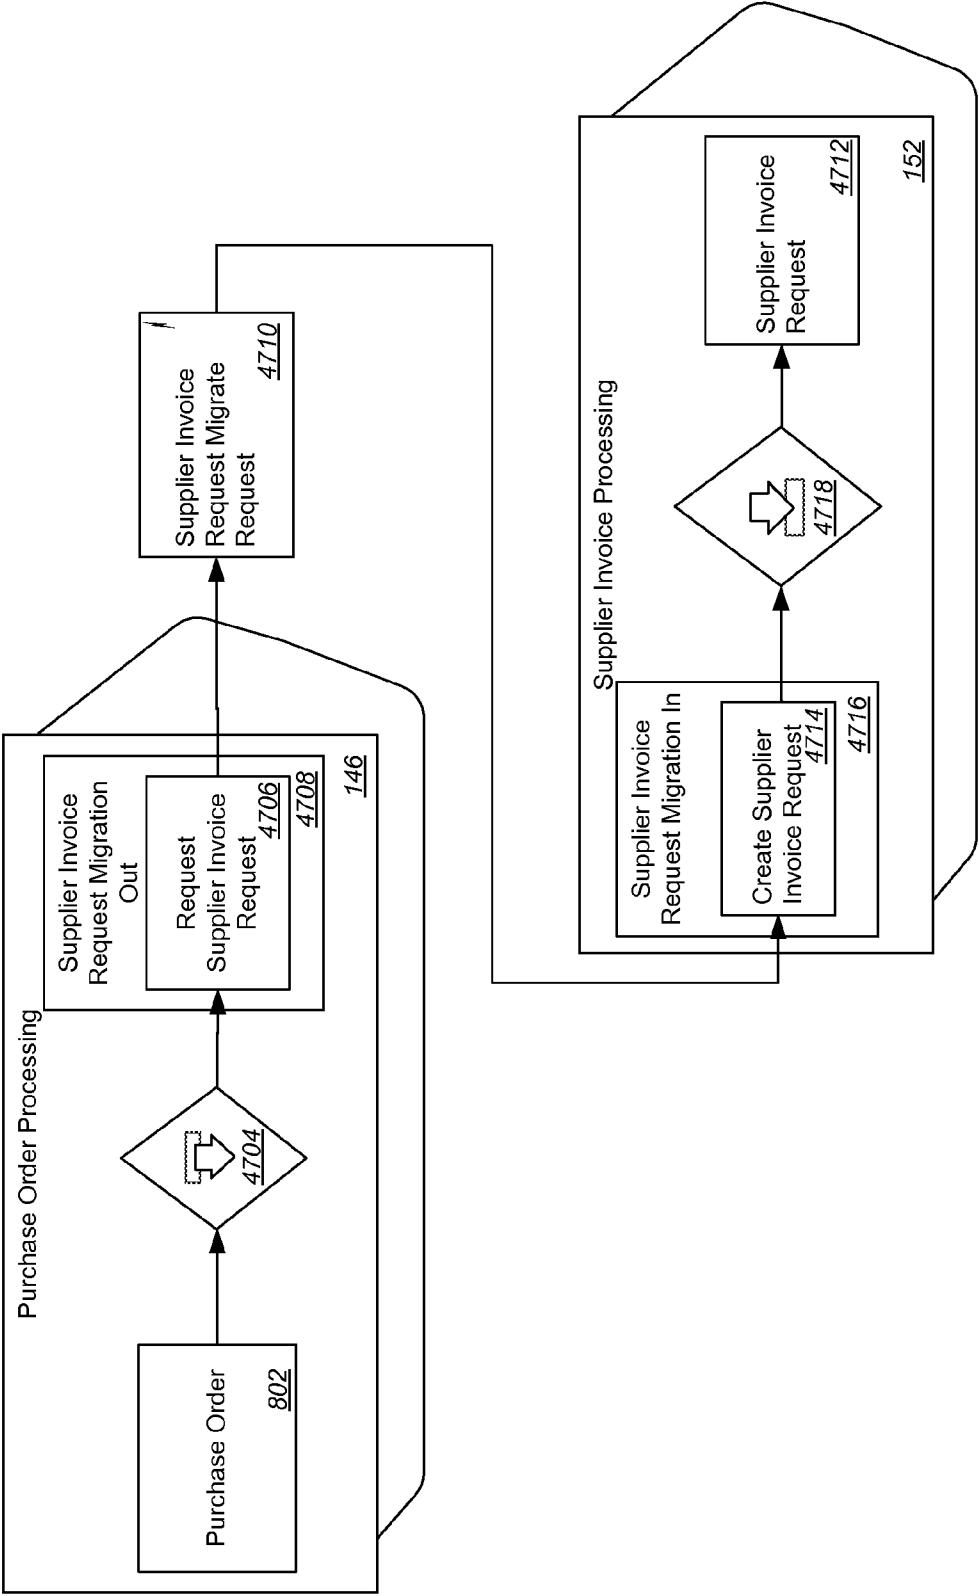 Purchase Order Processing
Purchase Order
802
4704
Supplier Invoice
Request Migration
Out
Request
Supplier Invoice
Request
4706
4708
146
Supplier Invoice
Request Migrate
Request
4710
Supplier Invoice Processing
Supplier Invoice
Request Migration In
Create Supplier
Invoice Request
4714
4716
4718
Supplier Invoice
Request
4712
152